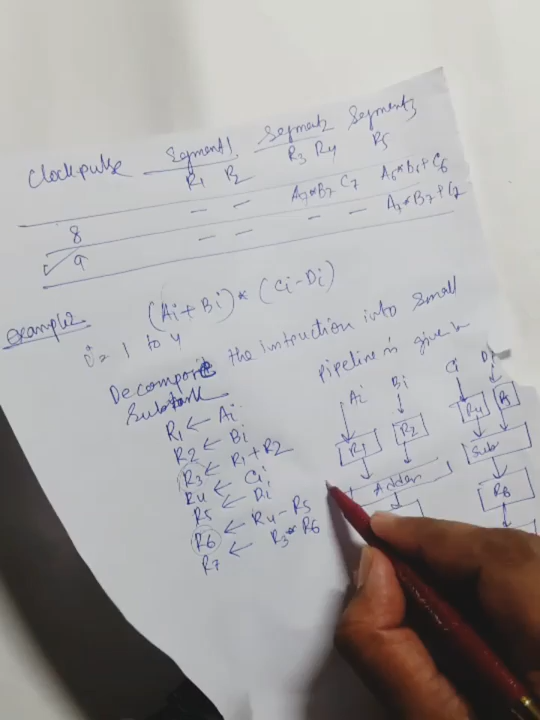 Clockpulse Segment1 Segment2 Segment3
R1 R2 R3 R4 R5
8 — — A7*B7 C7 A6*B6+C6
9 — — — — A7*B7+C7
example2 (Ai+Bi)*(Ci-Di)
i= 1 to 4
Decompose the instruction into small
Subtask
pipeline is given
R1 ← Ai
R2 ← Bi
R3 ← R1+R2
R4 ← Ci
R5 ← Di
R6 ← R4-R5
R7 ← R3*R6
Ai Bi Ci Di
R1 R2 R4 R5
Adder Sub
R6